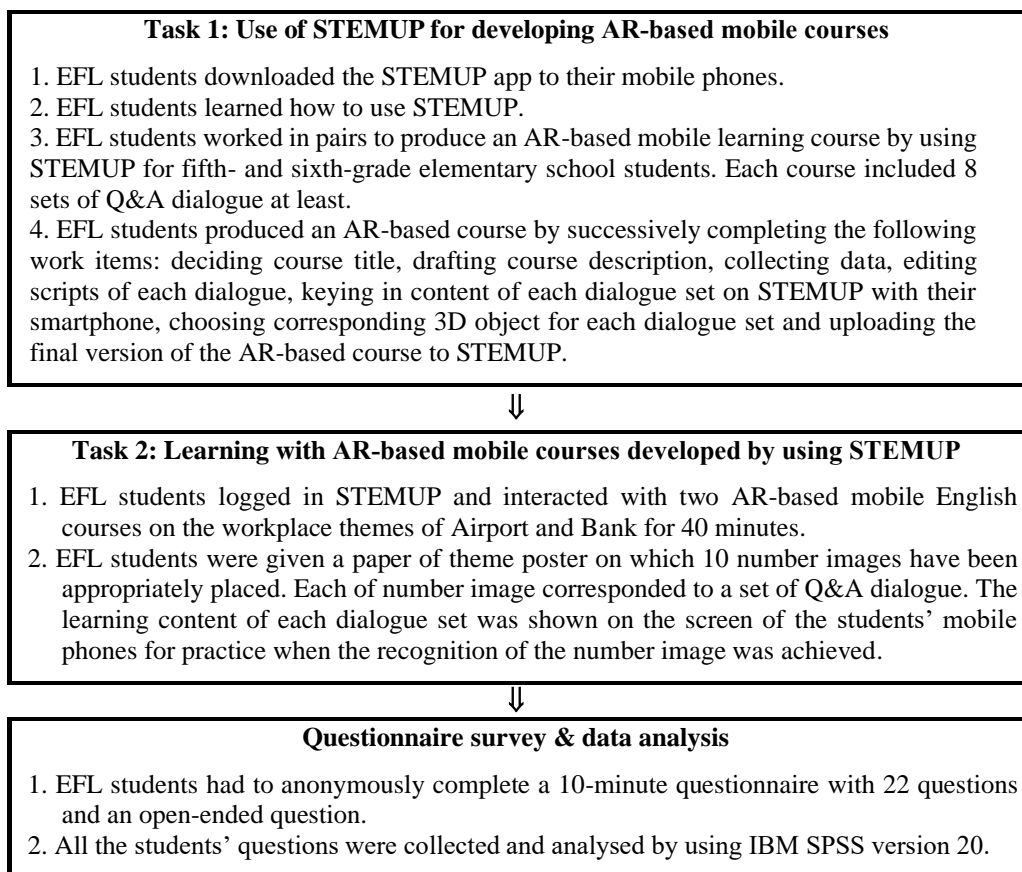 Task 1: Use of STEMUP for developing AR-based mobile courses
1. EFL students downloaded the STEMUP app to their mobile phones.
2. EFL students learned how to use STEMUP.
3. EFL students worked in pairs to produce an AR-based mobile learning course by using
STEMUP for fifth- and sixth-grade elementary school students. Each course included 8
sets of Q&A dialogue at least.
4. EFL students produced an AR-based course by successively completing the following
work items: deciding course title, drafting course description, collecting data, editing
scripts of each dialogue, keying in content of each dialogue set on STEMUP with their
smartphone, choosing corresponding 3D object for each dialogue set and uploading the
final version of the AR-based course to STEMUP.
⇓
Task 2: Learning with AR-based mobile courses developed by using STEMUP
1. EFL students logged in STEMUP and interacted with two AR-based mobile English
courses on the workplace themes of Airport and Bank for 40 minutes.
2. EFL students were given a paper of theme poster on which 10 number images have been
appropriately placed. Each of number image corresponded to a set of Q&A dialogue. The
learning content of each dialogue set was shown on the screen of the students’ mobile
phones for practice when the recognition of the number image was achieved.
⇓
Questionnaire survey & data analysis
1. EFL students had to anonymously complete a 10-minute questionnaire with 22 questions
and an open-ended question.
2. All the students’ questions were collected and analysed by using IBM SPSS version 20.